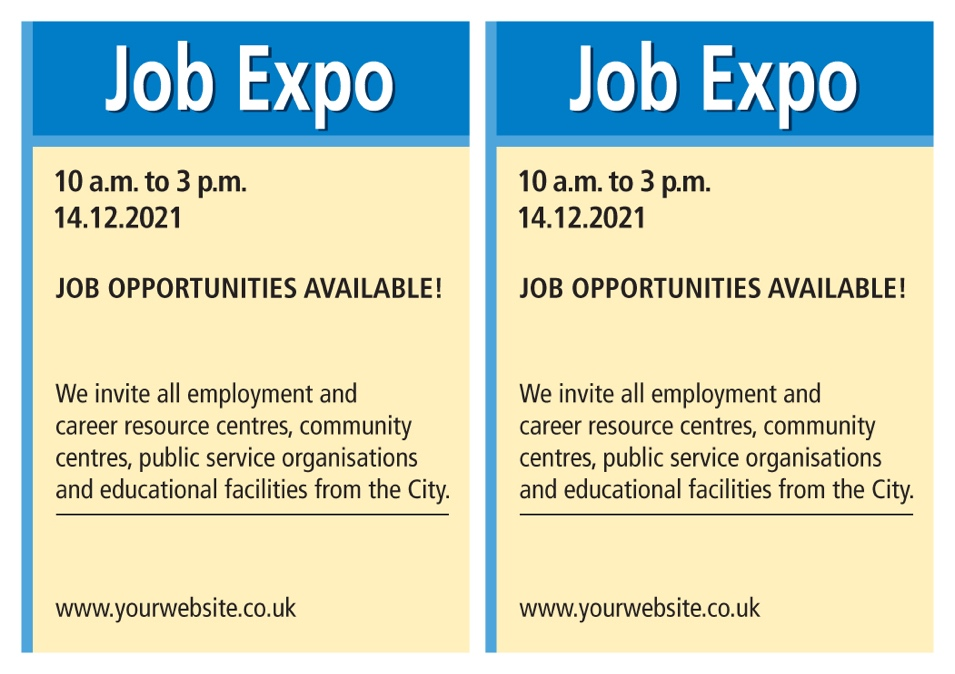 Job Expo
10 a.m. to 3 p.m.
14.12.2021
JOB OPPORTUNITIES AVAILABLE!
We invite all employment and
career resource centres, community
centres, public service organisations
and educational facilities from the City.
www.yourwebsite.co.uk
Job Expo
10 a.m. to 3 p.m.
14.12.2021
JOB OPPORTUNITIES AVAILABLE!
We invite all employment and
career resource centres, community
centres, public service organisations
and educational facilities from the City.
www.yourwebsite.co.uk